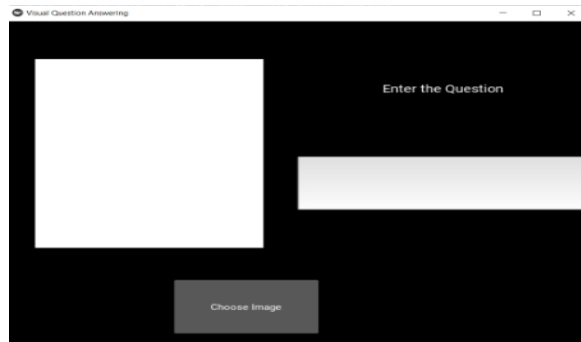 Visual Question Answering
Enter the Question
Choose Image